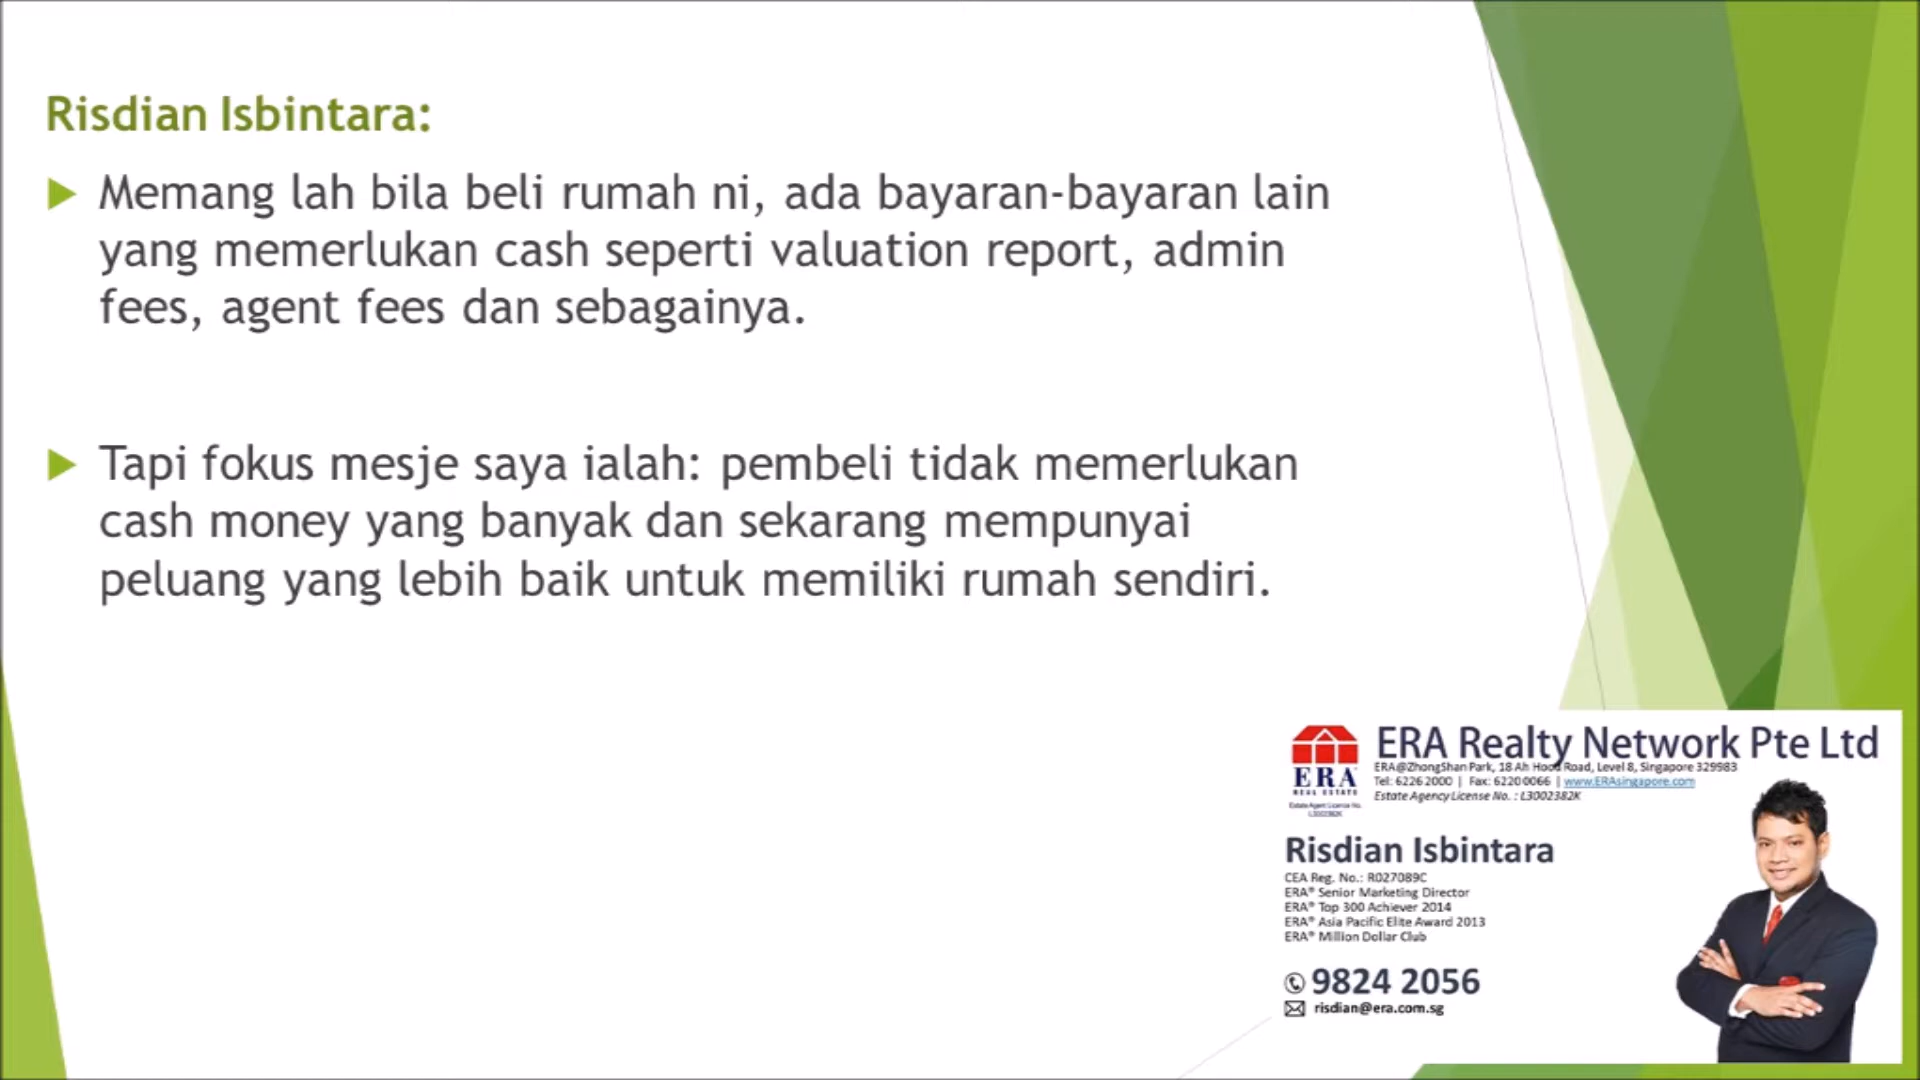 Risdian Isbintara:
Memang lah bila beli rumah ni, ada bayaran-bayaran lain
yang memerlukan cash seperti valuation report, admin
fees, agent fees dan sebagainya.
Tapi fokus mesje saya ialah: pembeli tidak memerlukan
cash money yang banyak dan sekarang mempunyai
peluang yang lebih baik untuk memiliki rumah sendiri.
ERA Realty Network Pte Ltd
ERA@ZhongShan Park, 18 Ah Hood Road, Level 8, Singapore 329983
Tel: 6226 2000 | Fax: 6220 0066 | www.ERAsingapore.com
Estate Agency License No. : L3002382K
ERA
REAL ESTATE
Estate Agent Licence No.
L3002382K
Risdian Isbintara
CEA Reg. No.: R027089C
ERA® Senior Marketing Director
ERA® Top 300 Achiever 2014
ERA® Asia Pacific Elite Award 2013
ERA® Million Dollar Club
9824 2056
risdian@era.com.sg